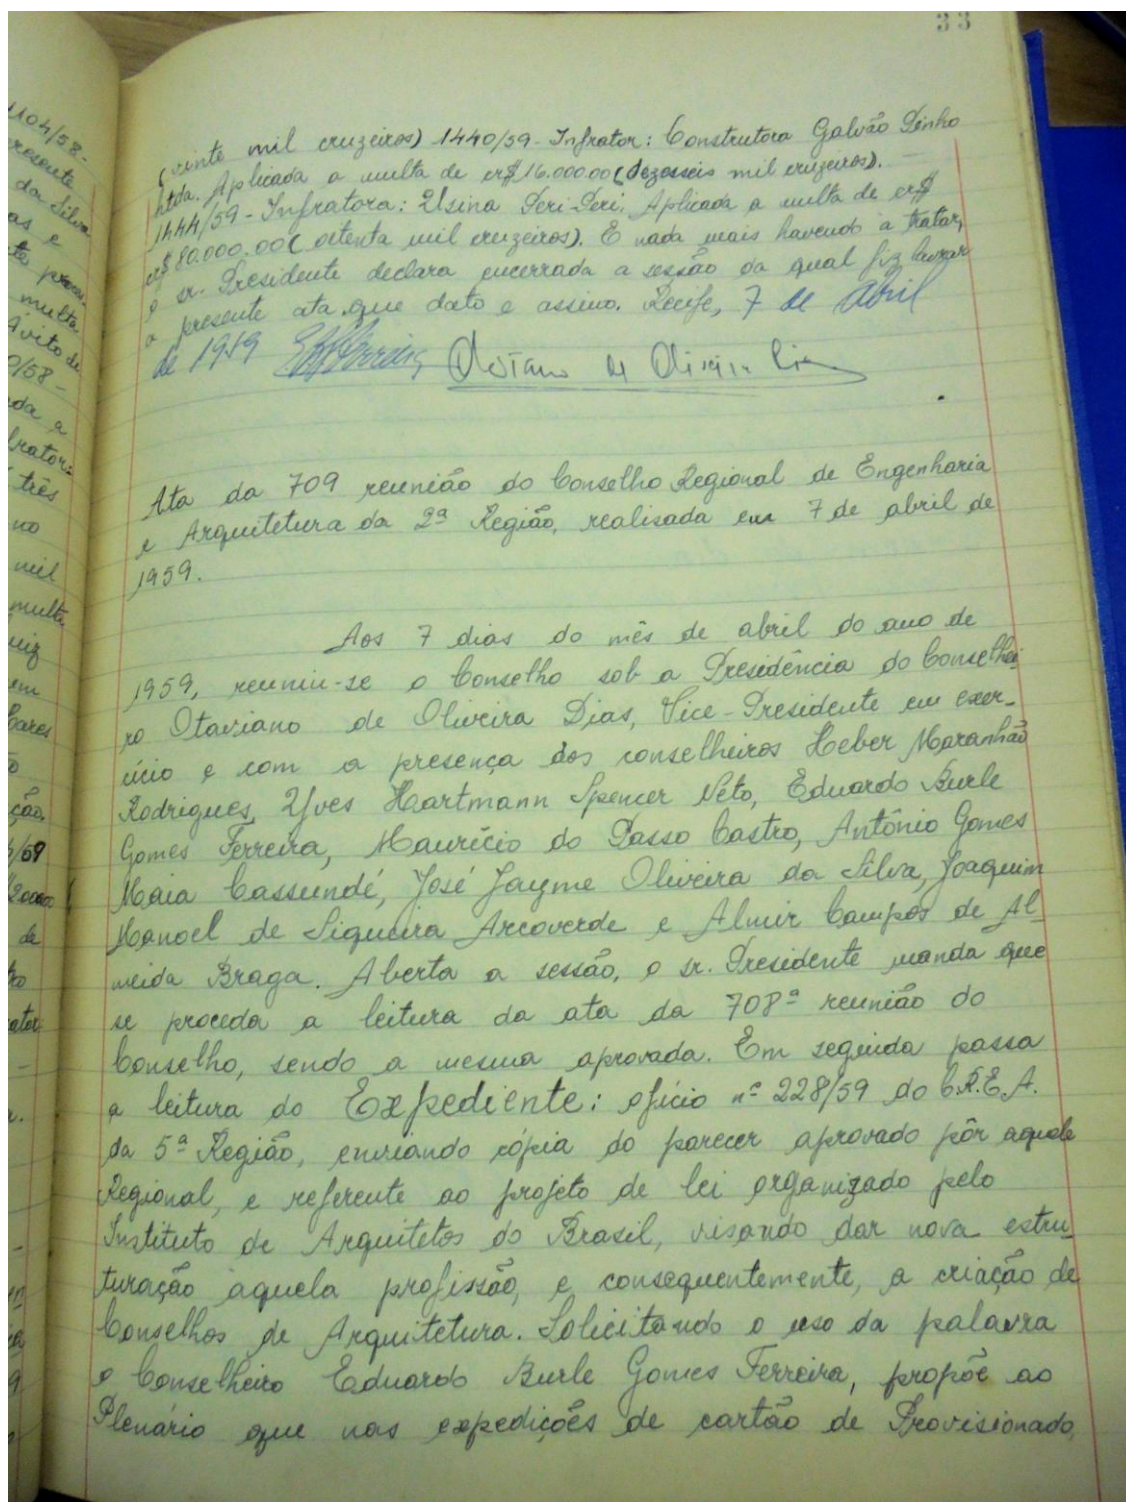 33
(vinte mil cruzeiros) 1440/59 - Infrator: Construtora Galvão Pinho
Ltda. Aplicada a multa de cr$ 16.000.00 (dezasseis mil cruzeiros). -
1444/59 - Infratora: Usina Peri-Peri. Aplicada a multa de cr$
cr$ 80.000.00 (oitenta mil cruzeiros). E nada mais havendo a tratar,
o sr. Presidente declara encerrada a sessão da qual fiz lavrar
a presente ata que dato e assino. Recife, 7 de abril
de 1959
Ata da 709 reunião do Conselho Regional de Engenharia
e Arquitetura da 2ª Região, realisada em 7 de abril de
1959.
Aos 7 dias do mês de abril do ano de
1959, reuniu-se o Conselho sob a Presidência do Conselhei
ro Otaviano de Oliveira Dias, Vice-Presidente em exer-
cício e com a presença dos conselheiros Heber Maranhão
Rodrigues, Yves Hartmann Spencer Neto, Eduardo Burle
Gomes Ferreira, Maurício do Passo Castro, Antônio Gomes
Maia Cassundé, José Jayme Oliveira da Silva, Joaquim
Manoel de Siqueira Arcoverde e Almir Campos de Al-
meida Braga. Aberta a sessão, o sr. Presidente manda que
se proceda a leitura da ata da 708ª reunião do
Conselho, sendo a mesma aprovada. Em seguida passa
a leitura do Expediente: ofício nº 228/59 do C.R.E.A.
da 5ª Região, enviando cópia do parecer aprovado pôr aquele
Regional, e referente ao projeto de lei organizado pelo
Instituto de Arquitetos do Brasil, visando dar nova estru-
turação àquela profissão, e, consequentemente, a criação de
Conselhos de Arquitetura. Solicitando o uso da palavra
o Conselheiro Eduardo Burle Gomes Ferreira, propõe ao
Plenário que nas expedições de cartão de Provisionado,